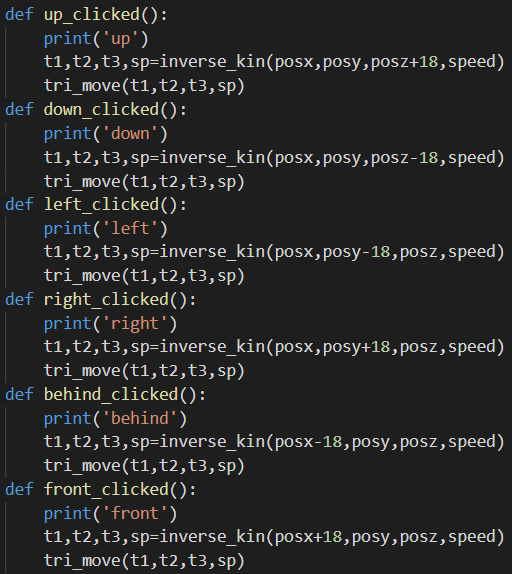 def up_clicked():
    print('up')
    t1,t2,t3,sp=inverse_kin(posx,posy,posz+18,speed)
    tri_move(t1,t2,t3,sp)
def down_clicked():
    print('down')
    t1,t2,t3,sp=inverse_kin(posx,posy,posz-18,speed)
    tri_move(t1,t2,t3,sp)
def left_clicked():
    print('left')
    t1,t2,t3,sp=inverse_kin(posx,posy-18,posz,speed)
    tri_move(t1,t2,t3,sp)
def right_clicked():
    print('right')
    t1,t2,t3,sp=inverse_kin(posx,posy+18,posz,speed)
    tri_move(t1,t2,t3,sp)
def behind_clicked():
    print('behind')
    t1,t2,t3,sp=inverse_kin(posx-18,posy,posz,speed)
    tri_move(t1,t2,t3,sp)
def front_clicked():
    print('front')
    t1,t2,t3,sp=inverse_kin(posx+18,posy,posz,speed)
    tri_move(t1,t2,t3,sp)